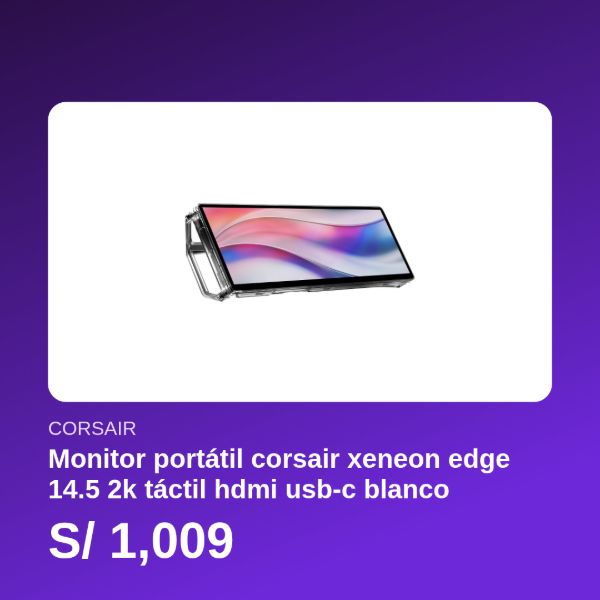 CORSAIR
Monitor portátil corsair xeneon edge
14.5 2k táctil hdmi usb-c blanco
S/ 1,009